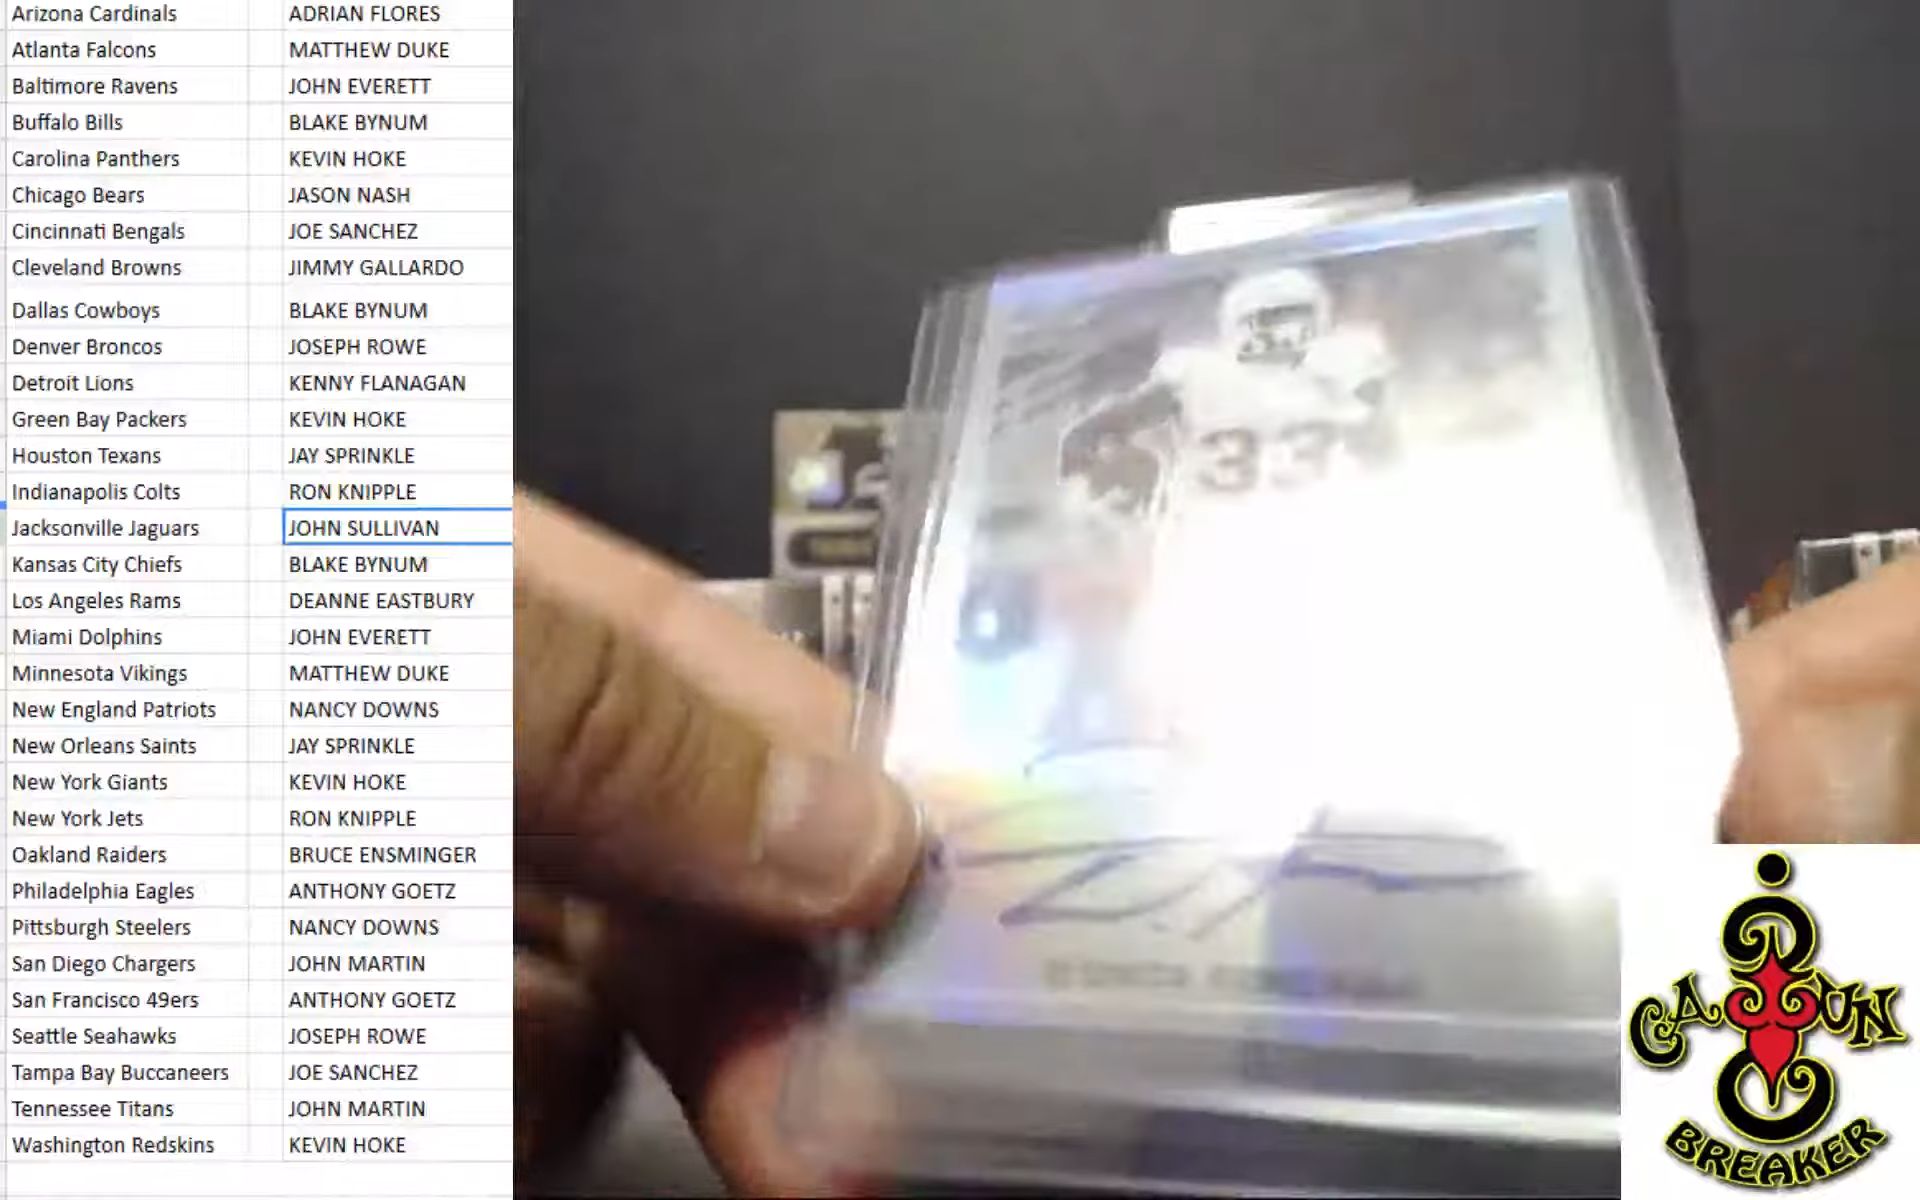 Arizona Cardinals ADRIAN FLORES
Atlanta Falcons MATTHEW DUKE
Baltimore Ravens JOHN EVERETT
Buffalo Bills BLAKE BYNUM
Carolina Panthers KEVIN HOKE
Chicago Bears JASON NASH
Cincinnati Bengals JOE SANCHEZ
Cleveland Browns JIMMY GALLARDO
Dallas Cowboys BLAKE BYNUM
Denver Broncos JOSEPH ROWE
Detroit Lions KENNY FLANAGAN
Green Bay Packers KEVIN HOKE
Houston Texans JAY SPRINKLE
Indianapolis Colts RON KNIPPLE
Jacksonville Jaguars JOHN SULLIVAN
Kansas City Chiefs BLAKE BYNUM
Los Angeles Rams DEANNE EASTBURY
Miami Dolphins JOHN EVERETT
Minnesota Vikings MATTHEW DUKE
New England Patriots NANCY DOWNS
New Orleans Saints JAY SPRINKLE
New York Giants KEVIN HOKE
New York Jets RON KNIPPLE
Oakland Raiders BRUCE ENSMINGER
Philadelphia Eagles ANTHONY GOETZ
Pittsburgh Steelers NANCY DOWNS
San Diego Chargers JOHN MARTIN
San Francisco 49ers ANTHONY GOETZ
Seattle Seahawks JOSEPH ROWE
Tampa Bay Buccaneers JOE SANCHEZ
Tennessee Titans JOHN MARTIN
Washington Redskins KEVIN HOKE
33
CAJUN
BREAKER